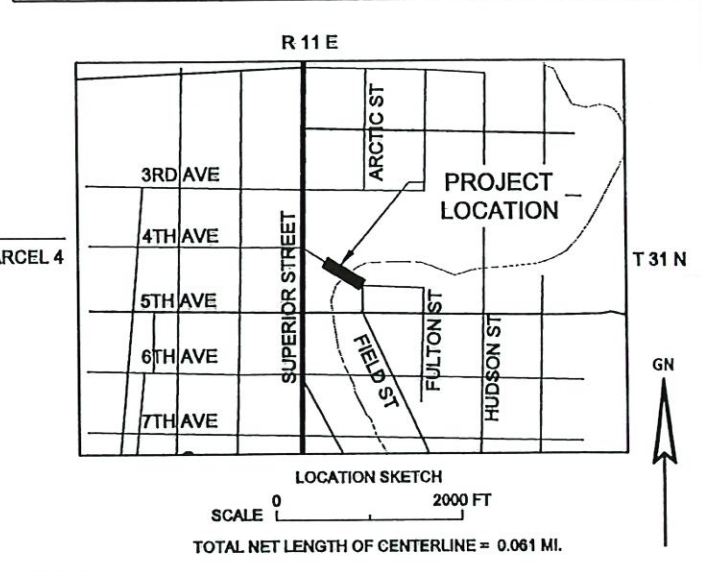 R 11 E
ARCTIC ST
3RD AVE
PROJECT
LOCATION
4TH AVE
SUPERIOR STREET
ARCEL 4
T 31 N
5TH AVE
FIELD ST
FULTON ST
HUDSON ST
6TH AVE
GN
7TH AVE
LOCATION SKETCH
0 2000 FT
SCALE
TOTAL NET LENGTH OF CENTERLINE = 0.061 MI.